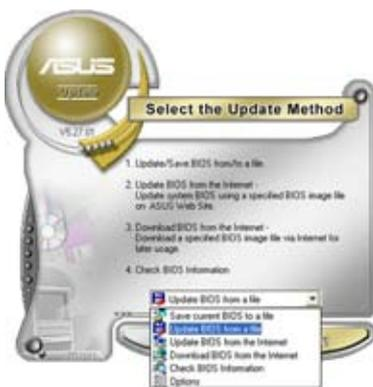 ASUS
Update
V5.27.01
Select the Update Method
1. Update/Save BIOS from/to a file
2. Update BIOS from the Internet -
Update system BIOS using a specified BIOS image file
on ASUS Web Site.
3. Download BIOS from the Internet -
Download a specified BIOS image file via Internet for
later usage.
4. Check BIOS Information
Update BIOS from a file
Save current BIOS to a file
Update BIOS from a file
Update BIOS from the Internet
Download BIOS from the Internet
Check BIOS Information
Options